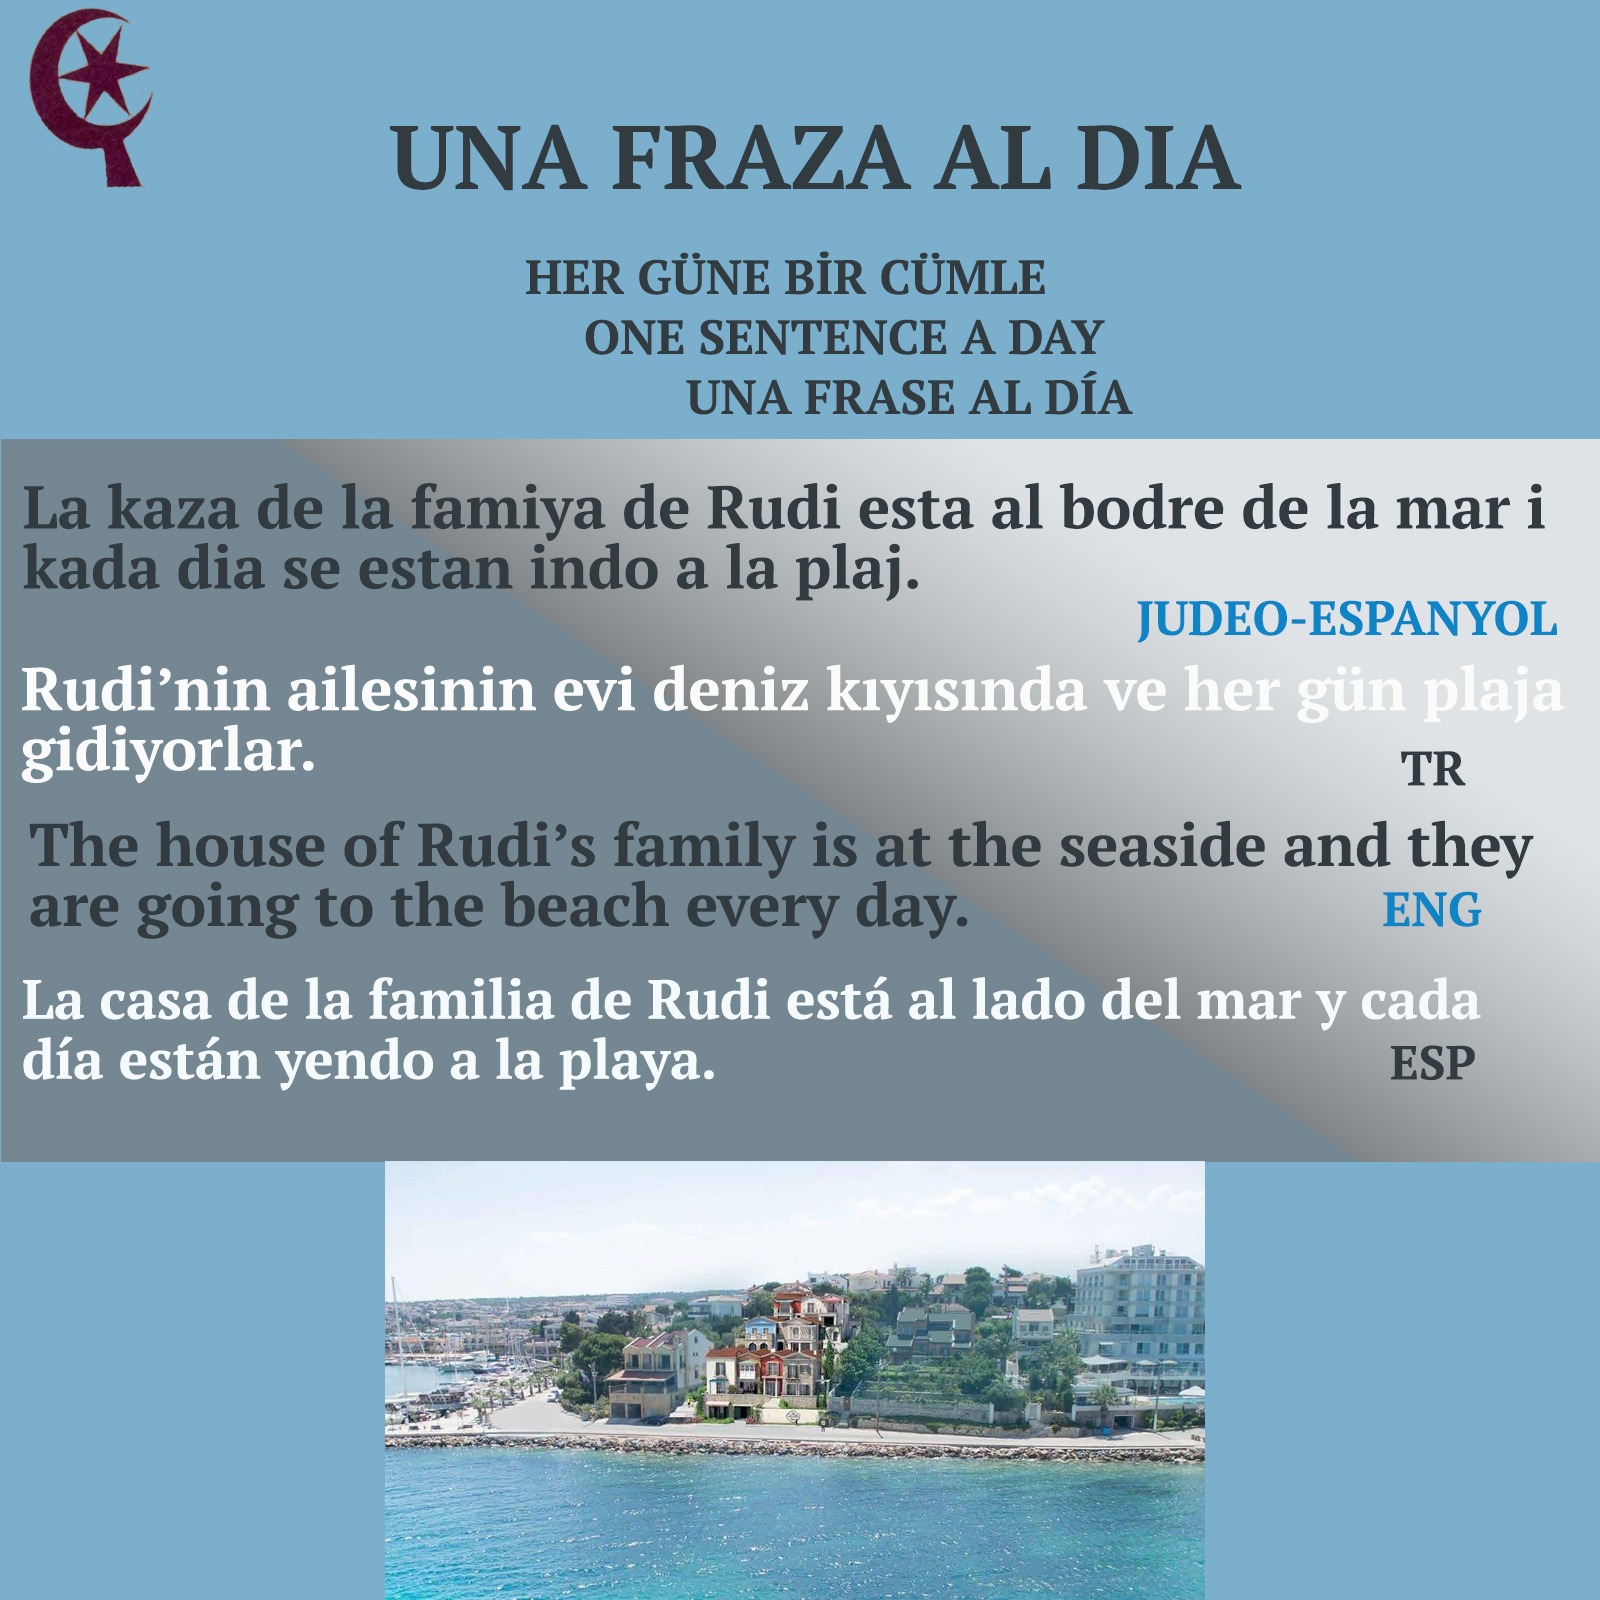 UNA FRAZA AL DIA
HER GÜNE BİR CÜMLE
ONE SENTENCE A DAY
UNA FRASE AL DÍA
La kaza de la famiya de Rudi esta al bodre de la mar i
kada dia se estan indo a la plaj.
JUDEO-ESPANYOL
Rudi’nin ailesinin evi deniz kıyısında ve her gün plaja
gidiyorlar.
TR
The house of Rudi’s family is at the seaside and they
are going to the beach every day.
ENG
La casa de la familia de Rudi está al lado del mar y cada
día están yendo a la playa.
ESP